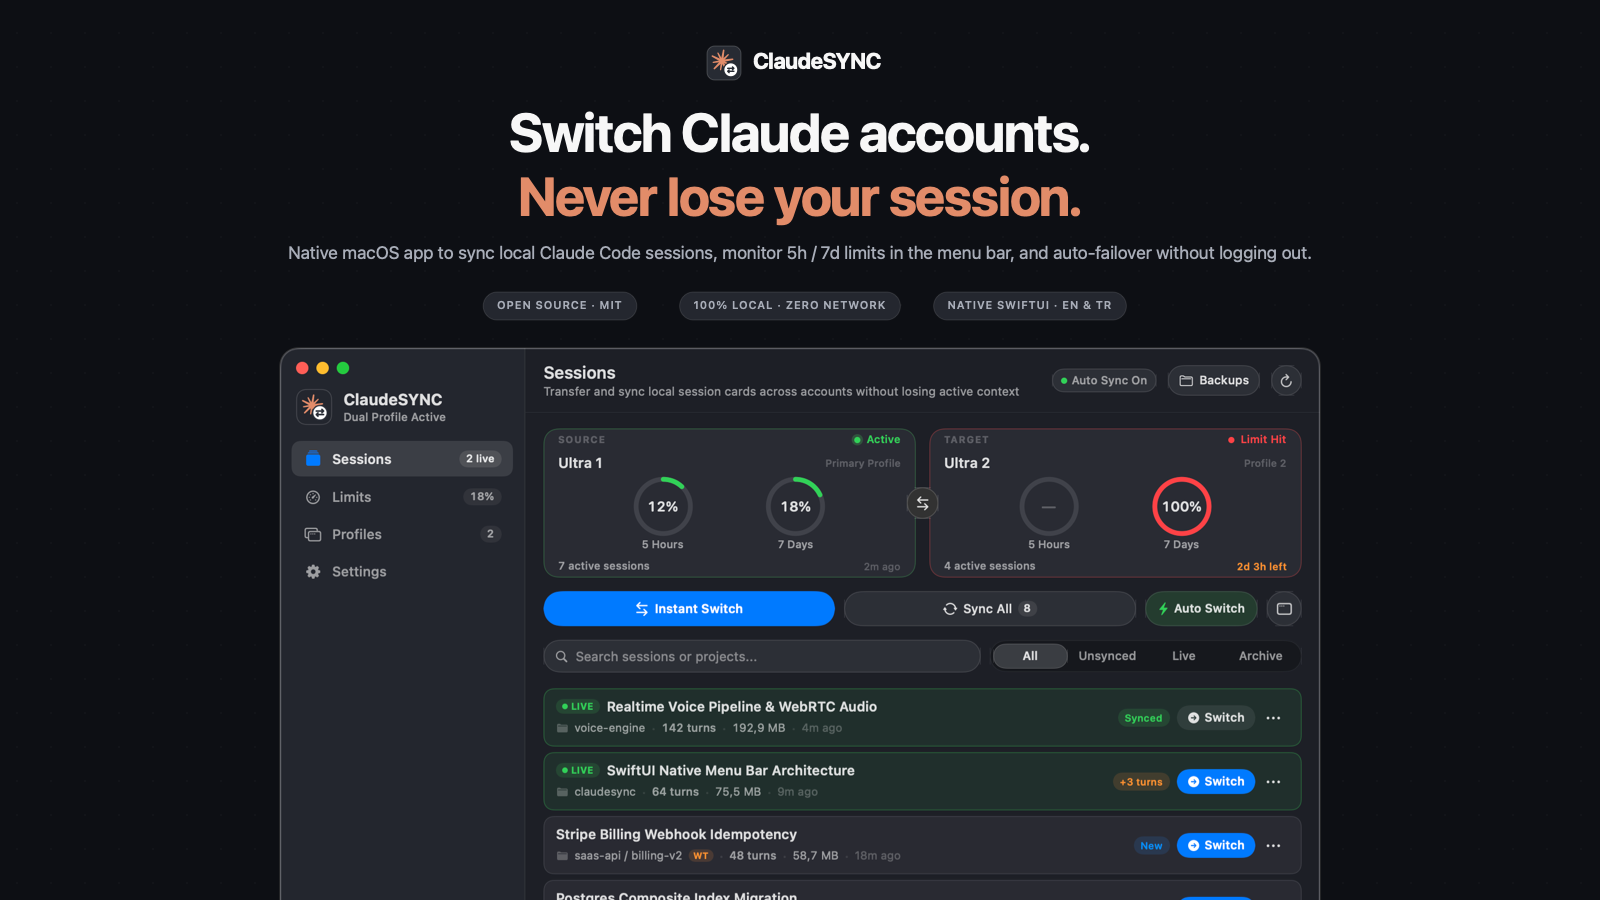 ClaudeSYNC
Switch Claude accounts.
Never lose your session.
Native macOS app to sync local Claude Code sessions, monitor 5h / 7d limits in the menu bar, and auto-failover without logging out.
OPEN SOURCE · MIT
100% LOCAL · ZERO NETWORK
NATIVE SWIFTUI · EN & TR
ClaudeSYNC
Dual Profile Active
Sessions
2 live
Limits
18%
Profiles
2
Settings
Sessions
Transfer and sync local session cards across accounts without losing active context
Auto Sync On
Backups
SOURCE
Active
Ultra 1
Primary Profile
12%
18%
5 Hours
7 Days
7 active sessions
2m ago
TARGET
Limit Hit
Ultra 2
Profile 2
—
100%
5 Hours
7 Days
4 active sessions
2d 3h left
Instant Switch
Sync All 8
Auto Switch
Search sessions or projects...
All
Unsynced
Live
Archive
LIVE Realtime Voice Pipeline & WebRTC Audio
voice-engine · 142 turns · 192,9 MB · 4m ago
Synced
Switch
LIVE SwiftUI Native Menu Bar Architecture
claudesync · 64 turns · 75,5 MB · 9m ago
+3 turns
Switch
Stripe Billing Webhook Idempotency
saas-api / billing-v2 WT · 48 turns · 58,7 MB · 18m ago
New
Switch
Postgres Composite Index Migration